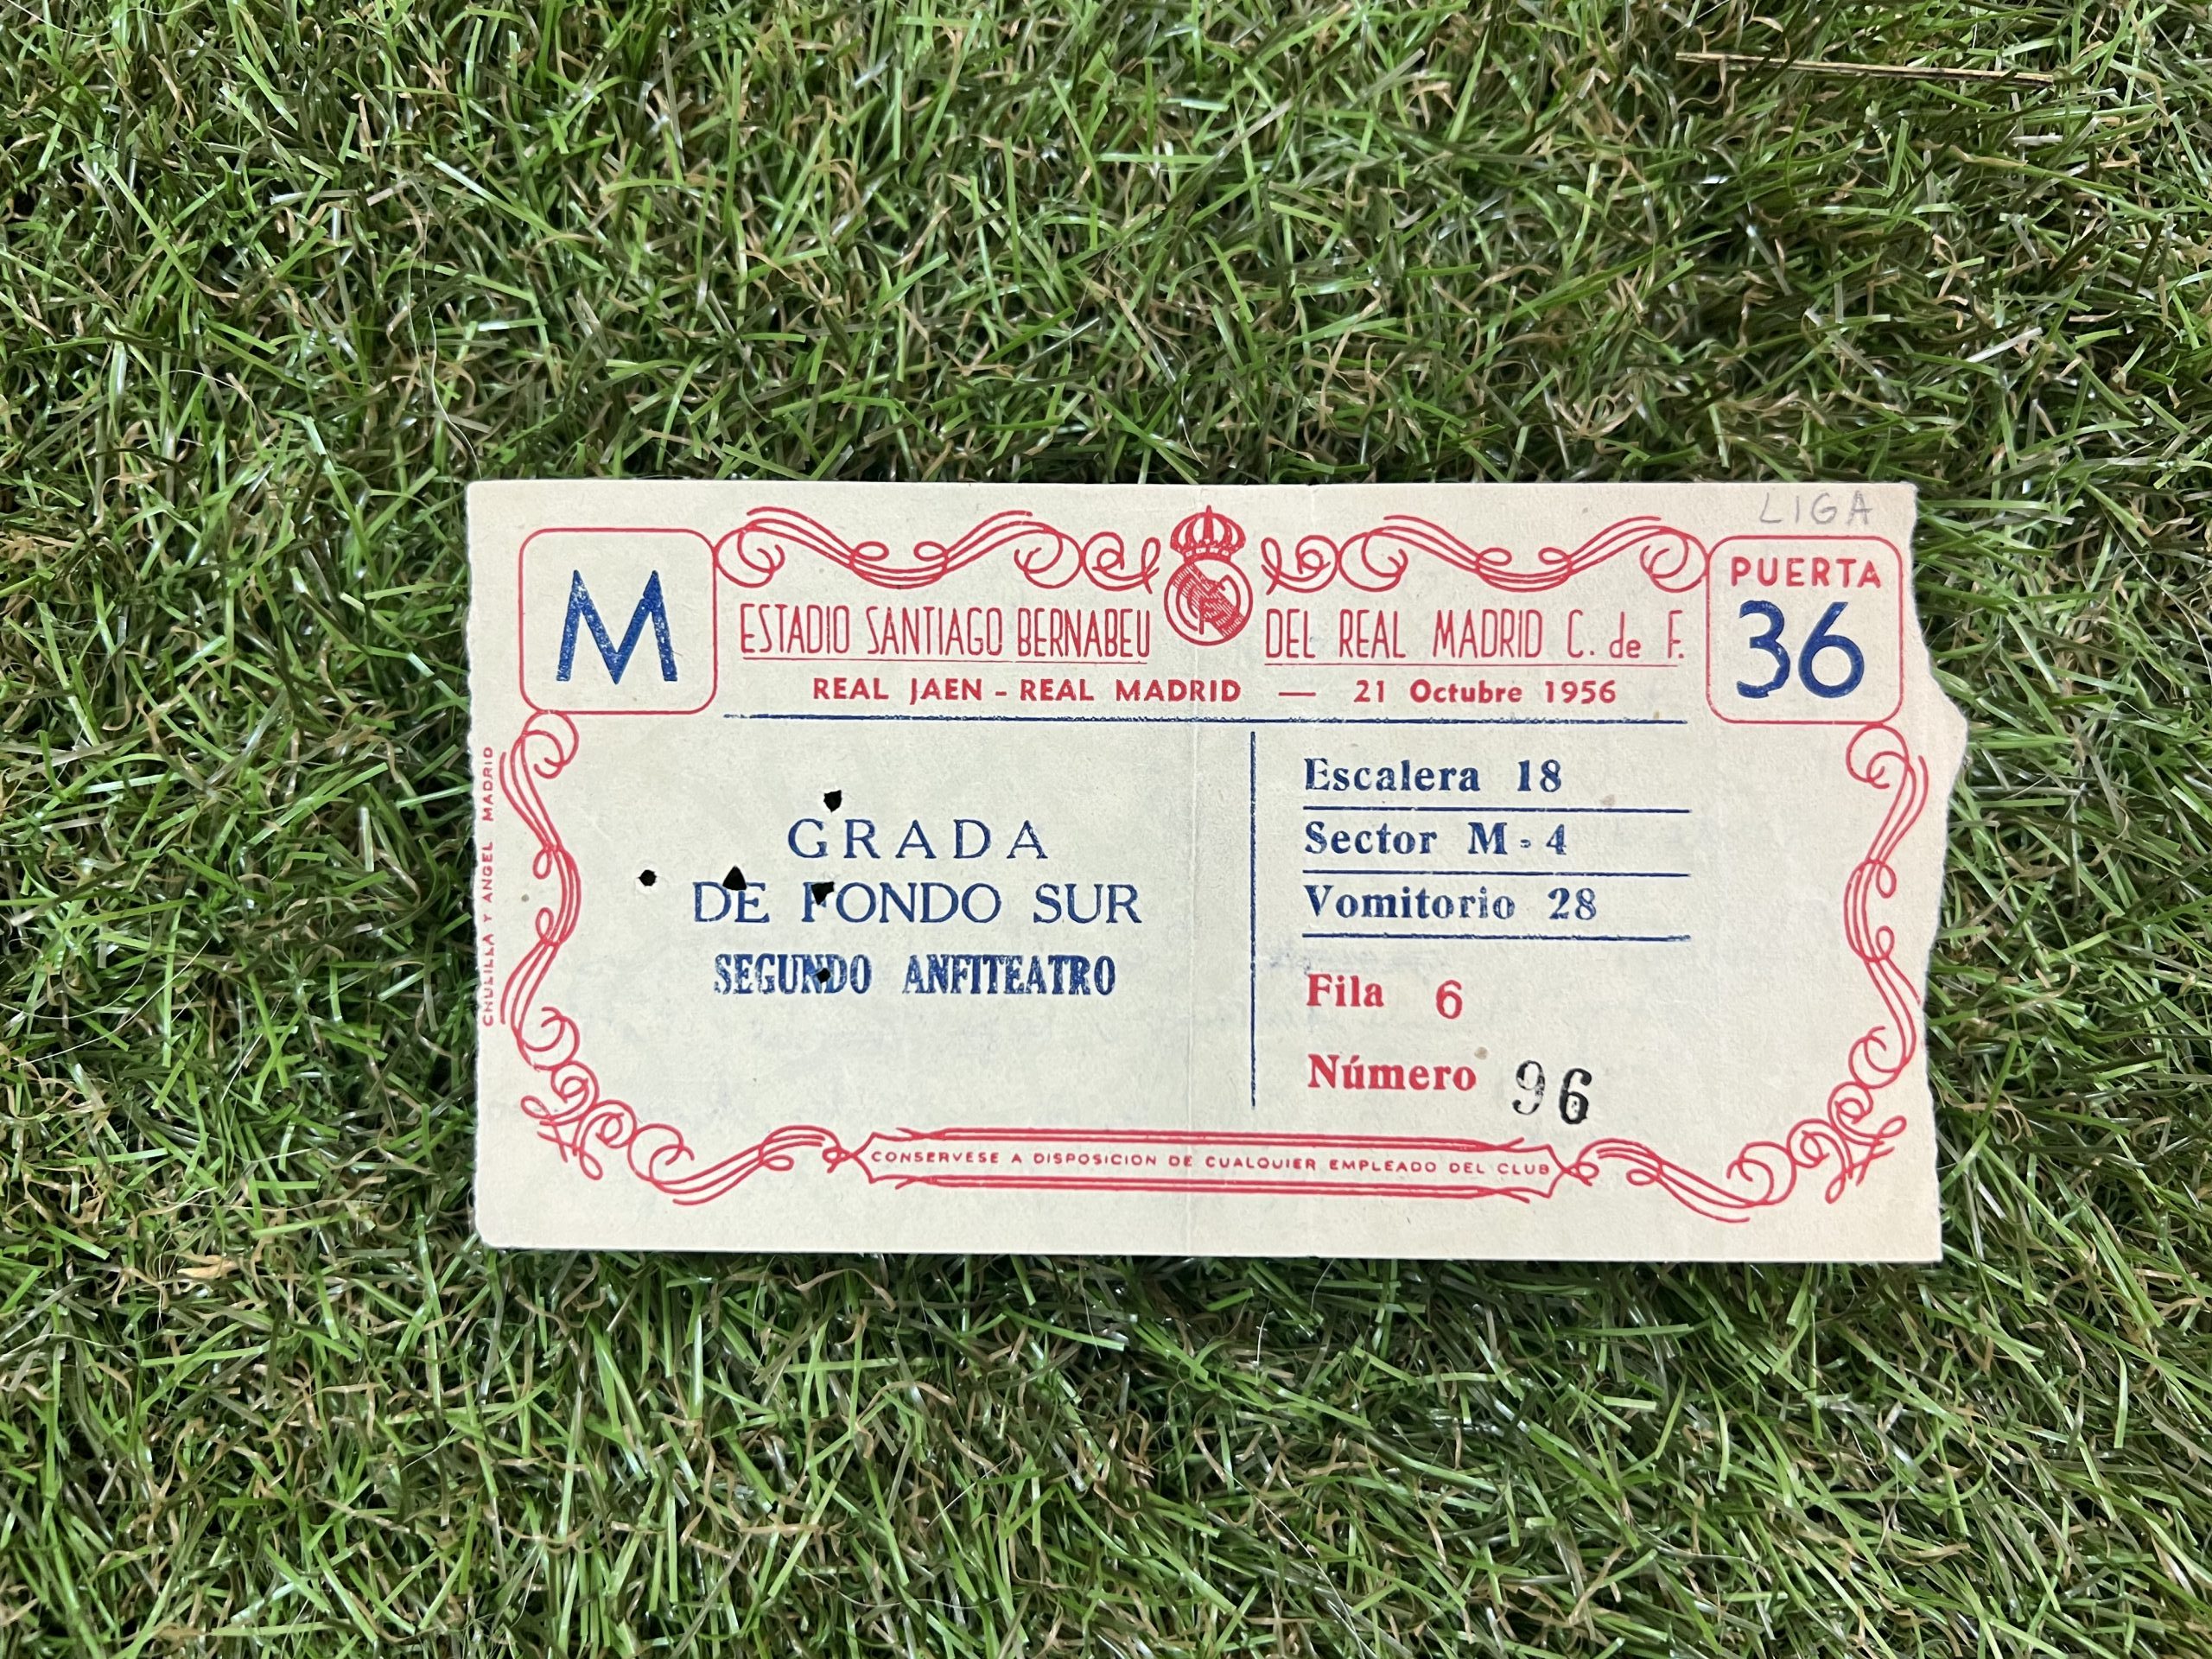 LIGA
M
ESTADIO SANTIAGO BERNABEU DEL REAL MADRID C. de F.
REAL JAEN - REAL MADRID — 21 Octubre 1956
PUERTA
36
GRADA
DE FONDO SUR
SEGUNDO ANFITEATRO
Escalera 18
Sector M-4
Vomitorio 28
Fila 6
Número 96
CONSERVESE A DISPOSICION DE CUALQUIER EMPLEADO DEL CLUB
CHULILLA Y ANGEL MADRID